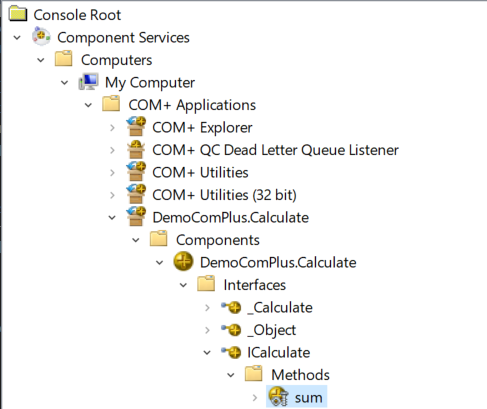 Console Root
Component Services
Computers
My Computer
COM+ Applications
COM+ Explorer
COM+ QC Dead Letter Queue Listener
COM+ Utilities
COM+ Utilities (32 bit)
DemoComPlus.Calculate
Components
DemoComPlus.Calculate
Interfaces
_Calculate
_Object
ICalculate
Methods
sum